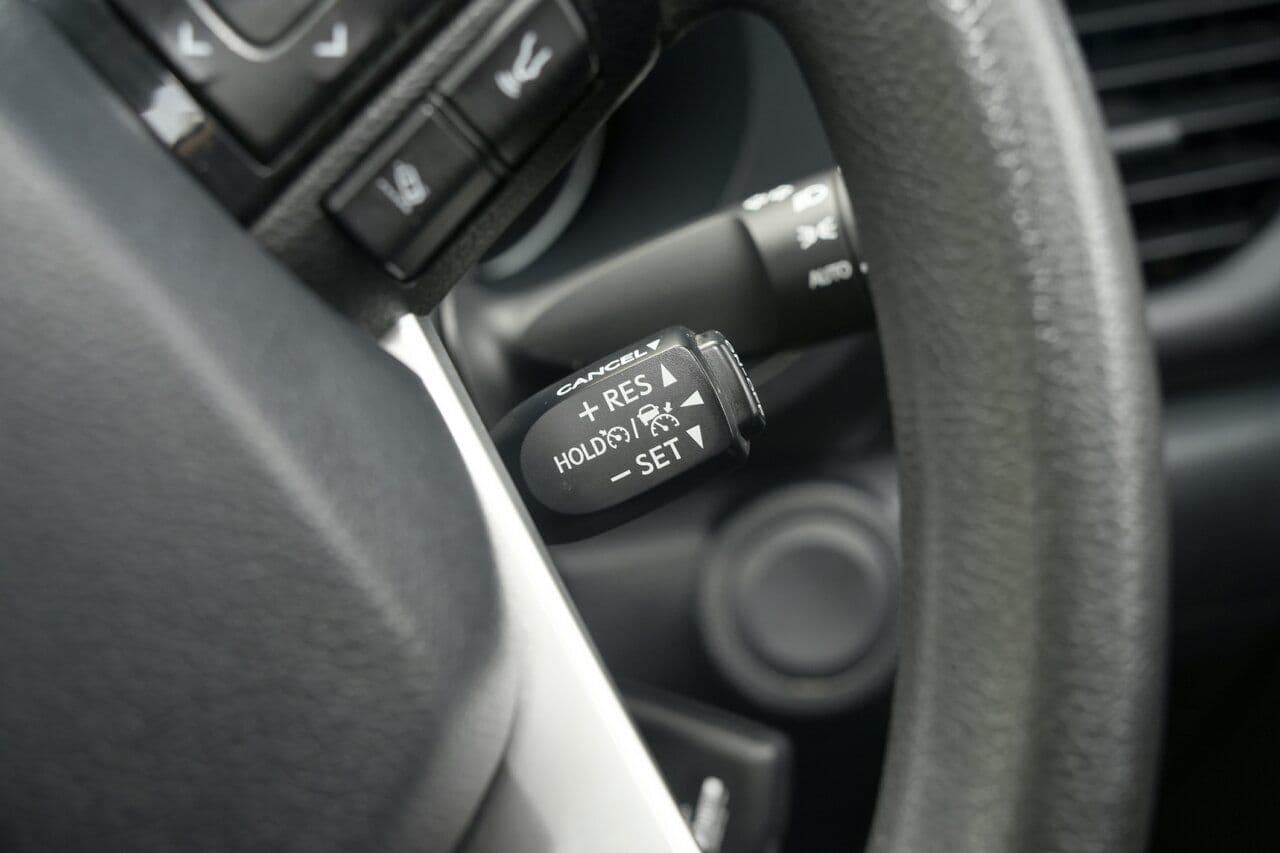 AUTO
CANCEL
+ RES
HOLD /
− SET